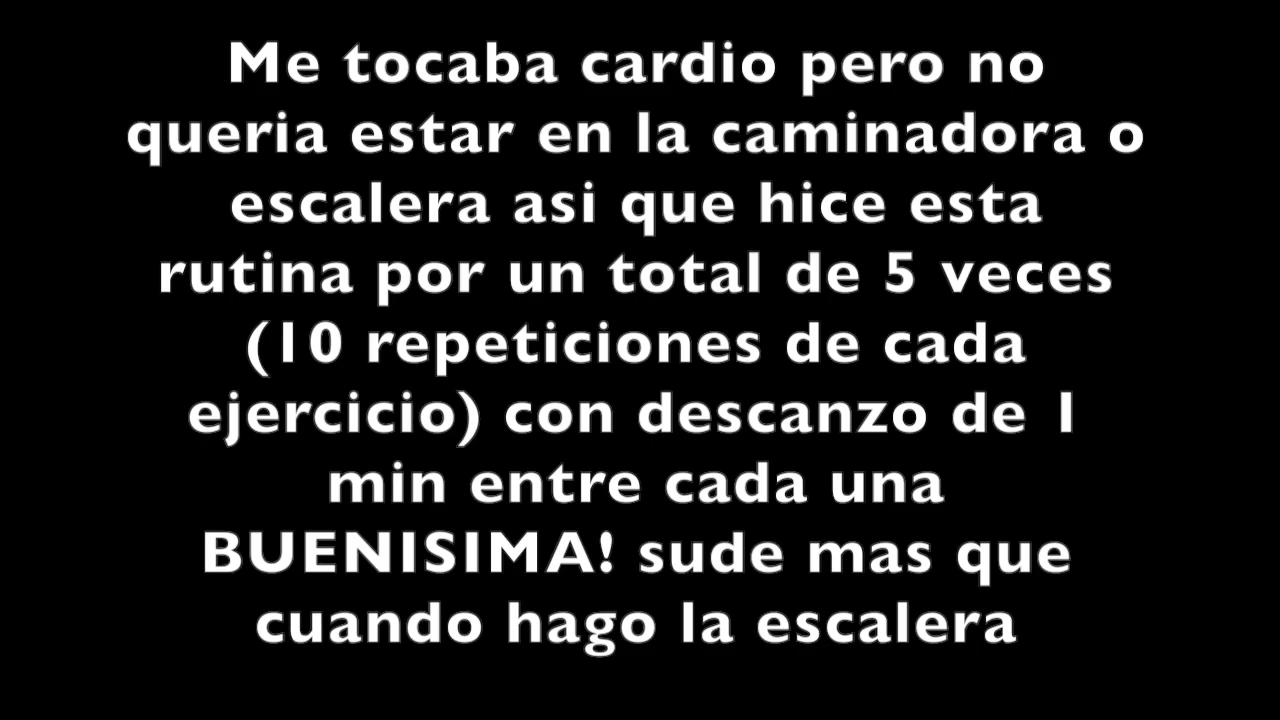 Me tocaba cardio pero no
queria estar en la caminadora o
escalera asi que hice esta
rutina por un total de 5 veces
(10 repeticiones de cada
ejercicio) con descanzo de 1
min entre cada una
BUENISIMA! sude mas que
cuando hago la escalera